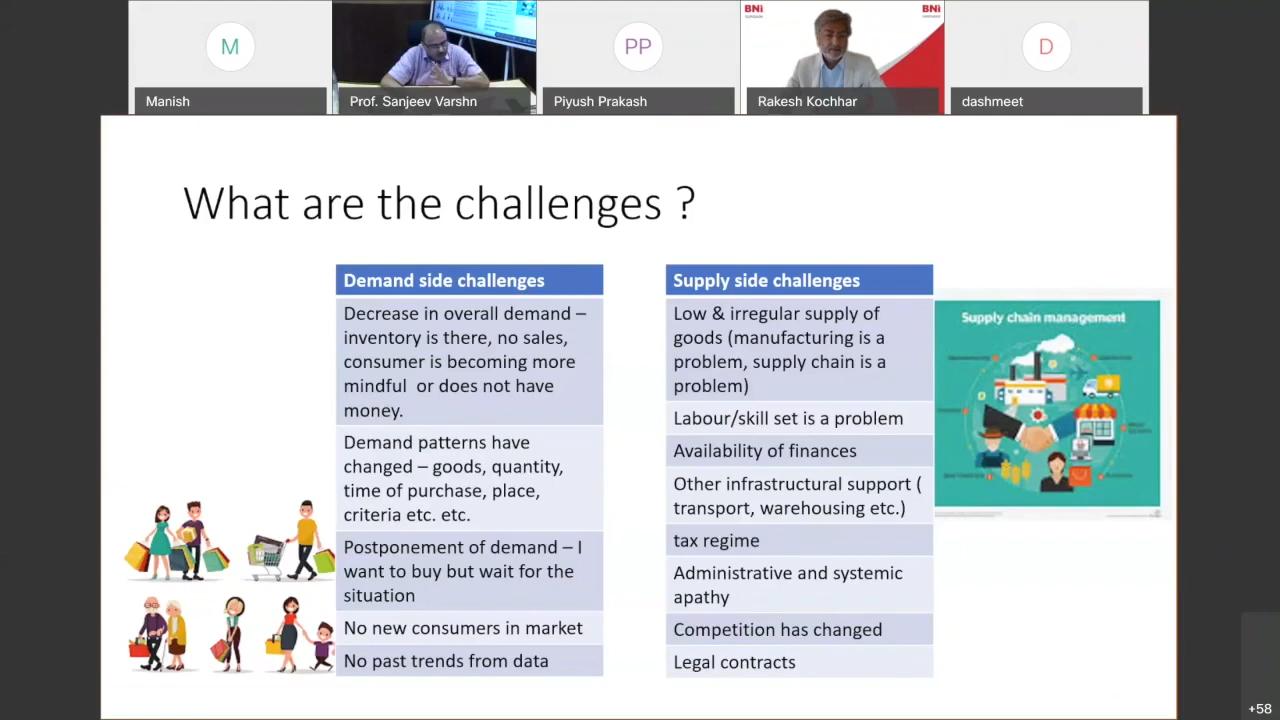 M
Manish
Prof. Sanjeev Varshn
PP
Piyush Prakash
BNI
BNI
Rakesh Kochhar
D
dashmeet
What are the challenges ?
Demand side challenges
Decrease in overall demand –
inventory is there, no sales,
consumer is becoming more
mindful or does not have
money.
Demand patterns have
changed – goods, quantity,
time of purchase, place,
criteria etc. etc.
Postponement of demand – I
want to buy but wait for the
situation
No new consumers in market
No past trends from data
Supply side challenges
Low & irregular supply of
goods (manufacturing is a
problem, supply chain is a
problem)
Labour/skill set is a problem
Availability of finances
Other infrastructural support (
transport, warehousing etc.)
tax regime
Administrative and systemic
apathy
Competition has changed
Legal contracts
Supply chain management
+58